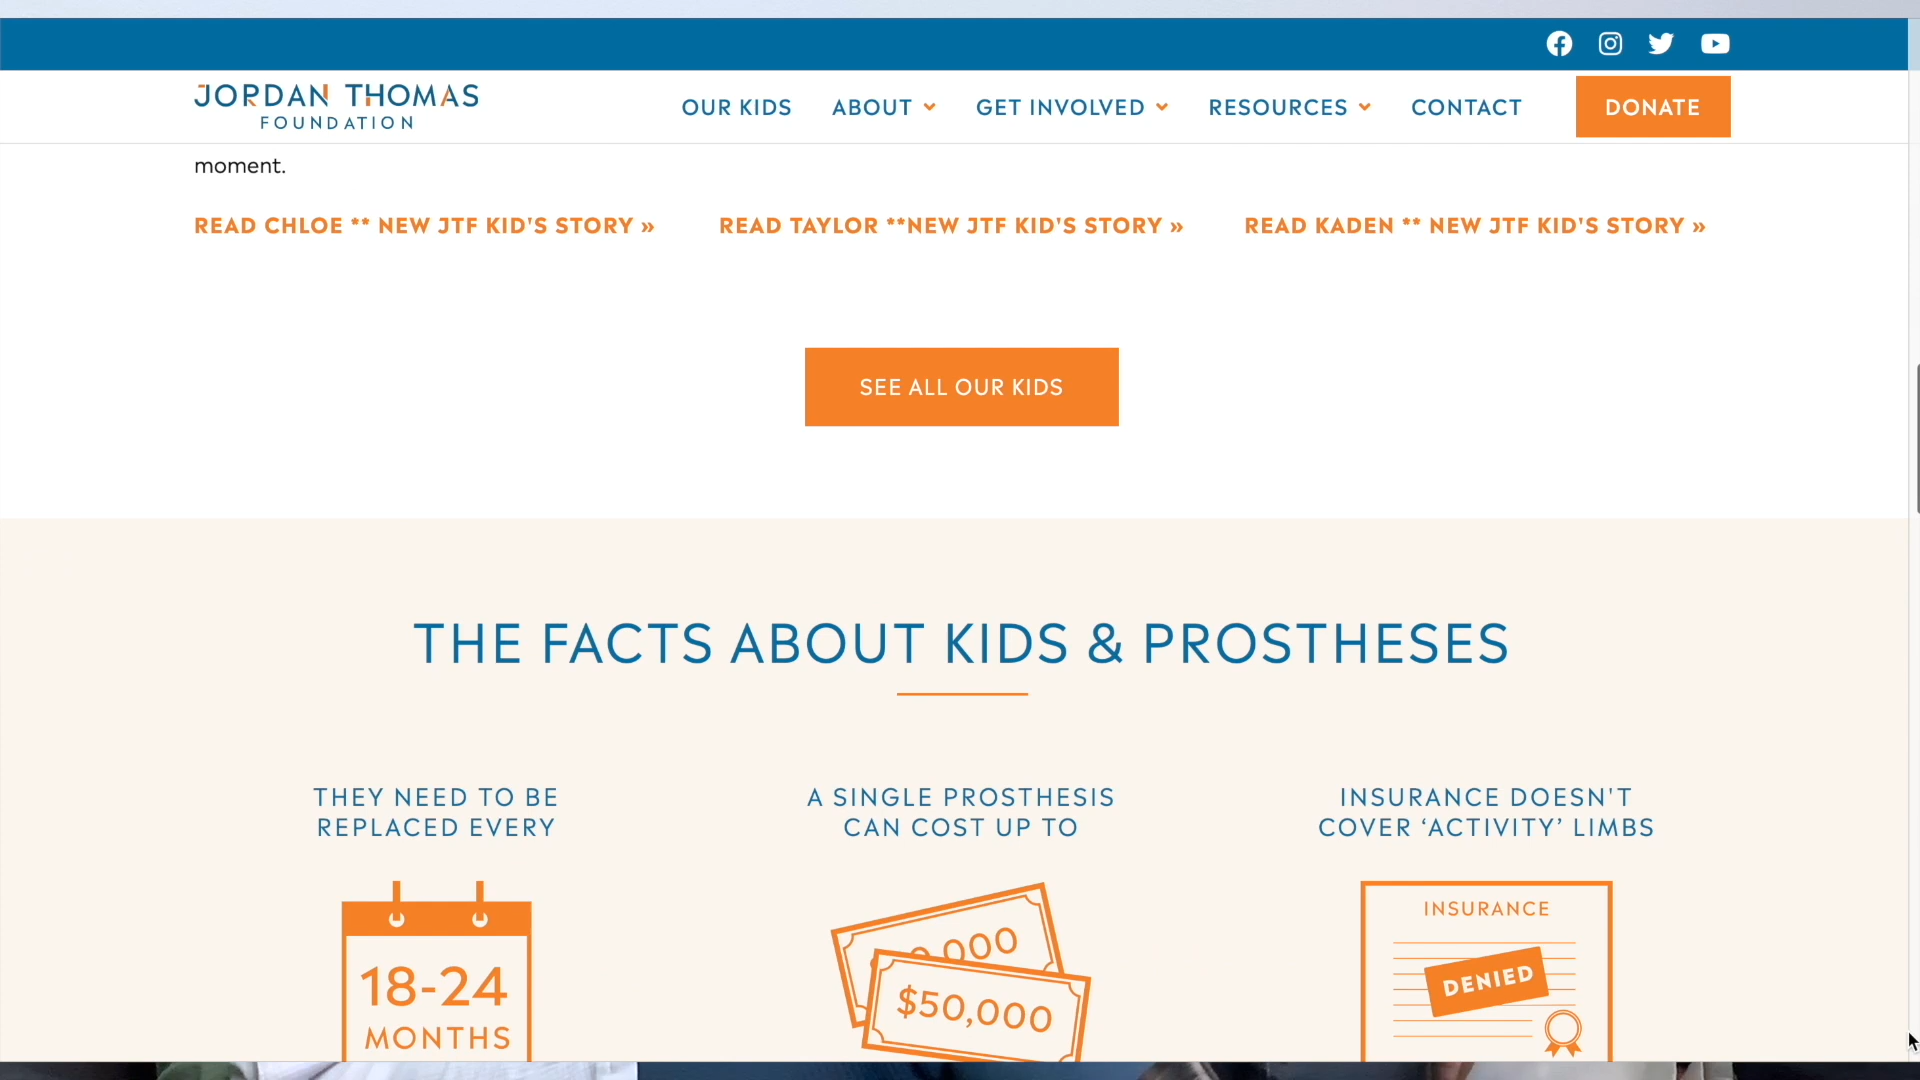 JORDAN THOMAS
FOUNDATION
OUR KIDS
ABOUT
GET INVOLVED
RESOURCES
CONTACT
DONATE
moment.
READ CHLOE ** NEW JTF KID'S STORY »
READ TAYLOR **NEW JTF KID'S STORY »
READ KADEN ** NEW JTF KID'S STORY »
SEE ALL OUR KIDS
THE FACTS ABOUT KIDS & PROSTHESES
THEY NEED TO BE
REPLACED EVERY
18-24
MONTHS
A SINGLE PROSTHESIS
CAN COST UP TO
$50,000
INSURANCE DOESN'T
COVER ‘ACTIVITY’ LIMBS
INSURANCE
DENIED